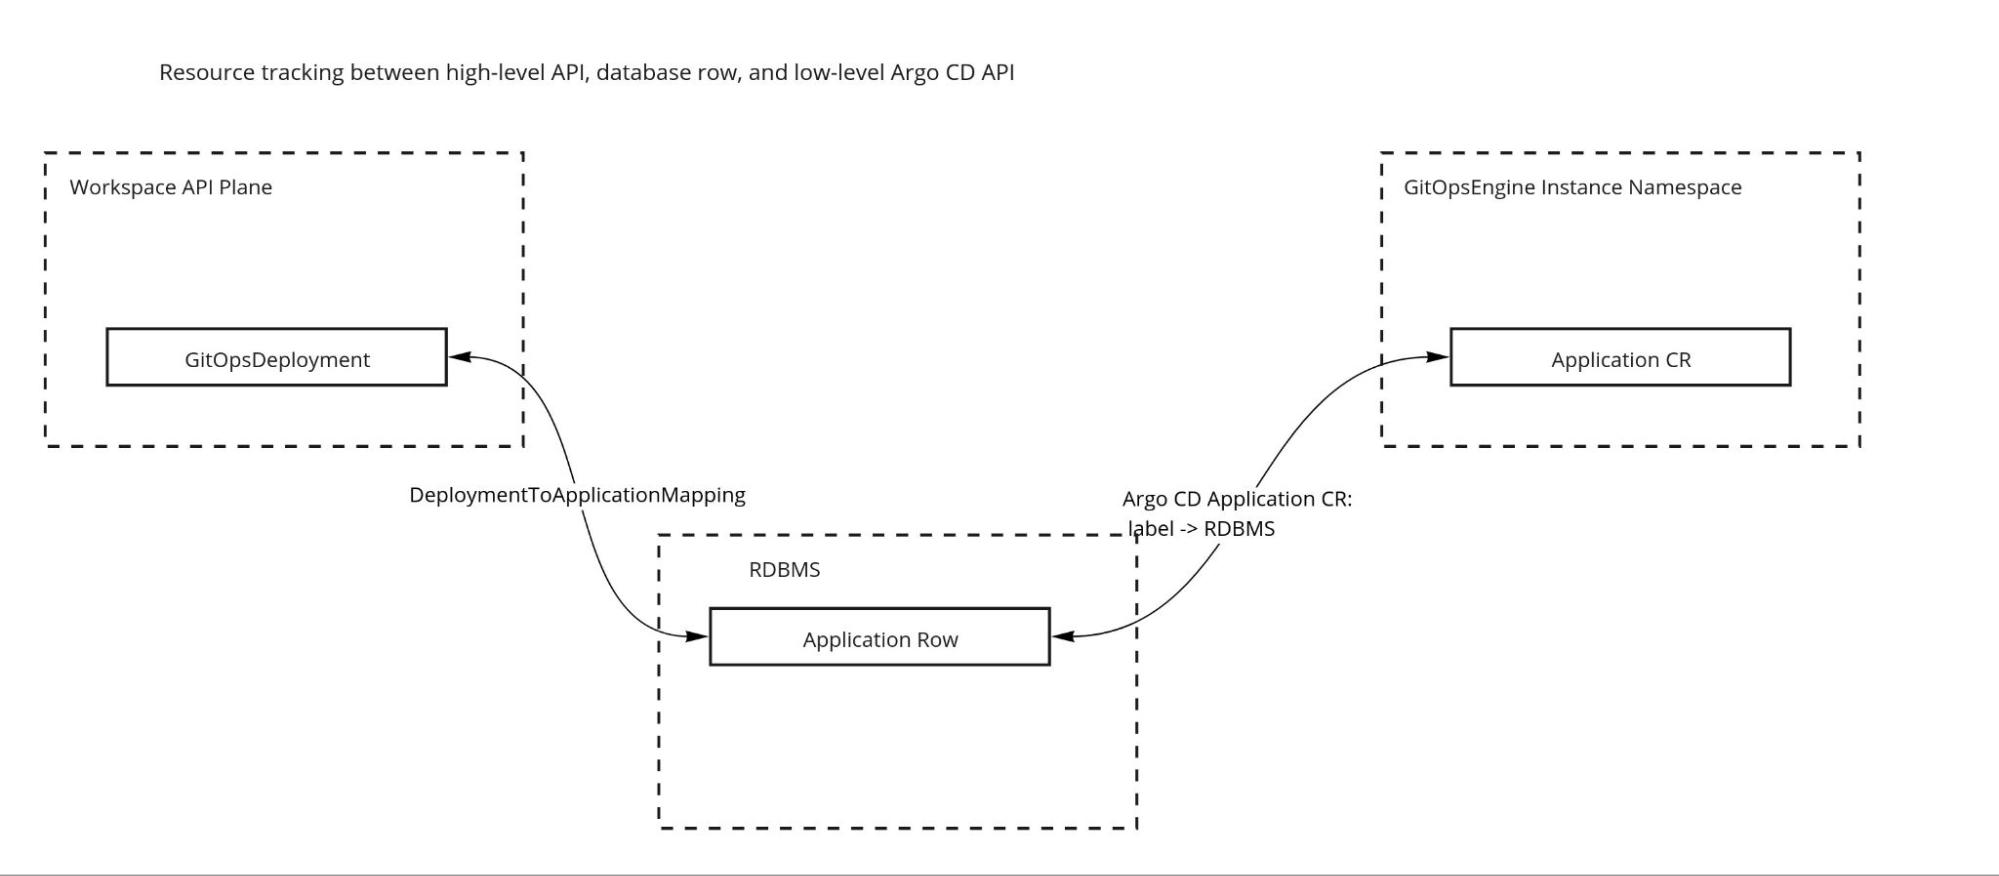 Resource tracking between high-level API, database row, and low-level Argo CD API
Workspace API Plane
GitOpsEngine Instance Namespace
GitOpsDeployment
Application CR
DeploymentToApplicationMapping
Argo CD Application CR:
label -> RDBMS
RDBMS
Application Row